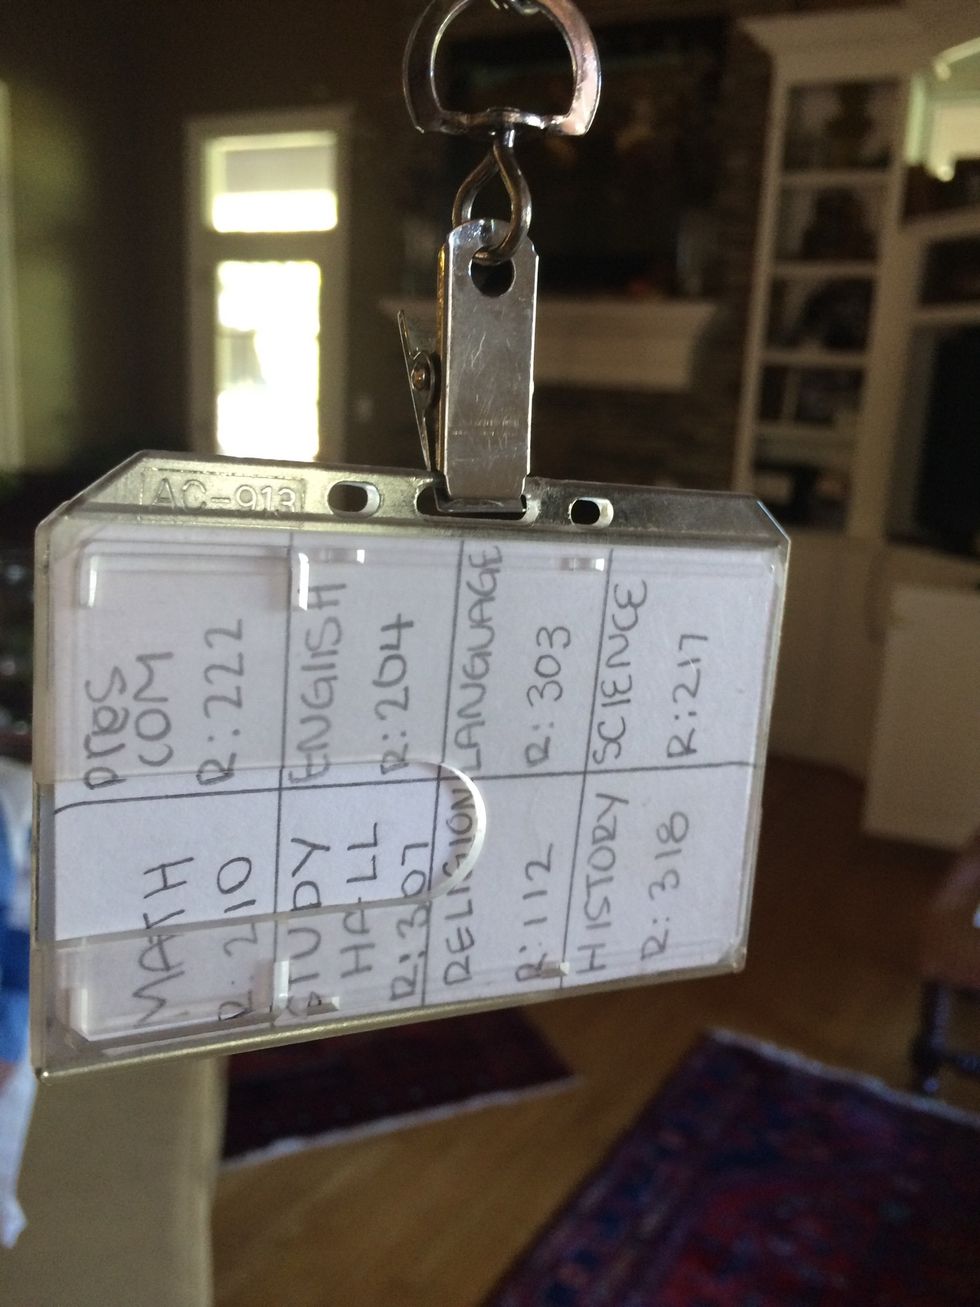 AC-913
MATH
R:210
pras
COM
R:222
STUDY
HALL
R:307
ENGlISH
R:204
RELIGION
R:112
LANGUAGE
R:303
HISTORY
R:318
SCIENCE
R:217